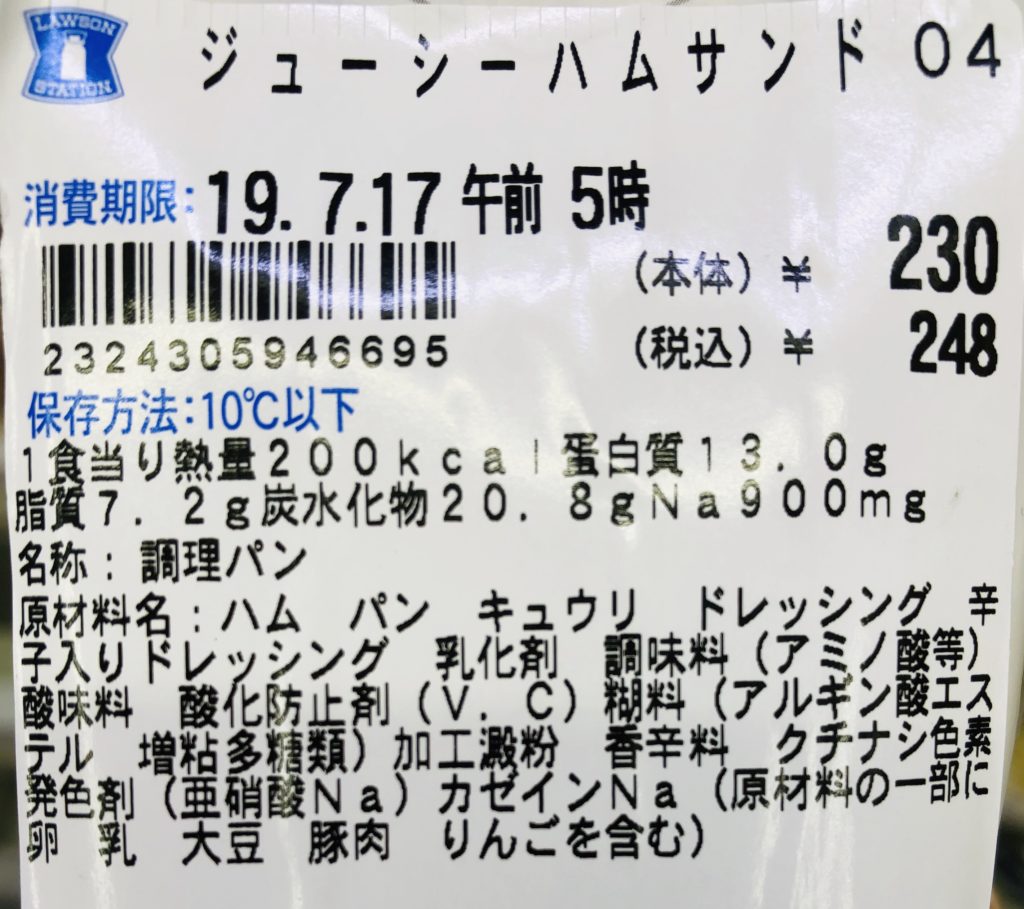 LAWSON
STATION
ジューシーハムサンド 04
消費期限:19. 7.17 午前 5時
(本体) ¥ 230
2324305946695
(税込) ¥ 248
保存方法:10℃以下
1食当り熱量200kcal蛋白質13. 0g
脂質7. 2g炭水化物20. 8gNa900mg
名称:調理パン
原材料名:ハム パン キュウリ ドレッシング 辛
子入りドレッシング 乳化剤 調味料(アミノ酸等)
酸味料 酸化防止剤(V. C)糊料(アルギン酸エス
テル 増粘多糖類)加工澱粉 香辛料 クチナシ色素
発色剤(亜硝酸Na)カゼインNa(原材料の一部に
卵 乳 大豆 豚肉 りんごを含む)